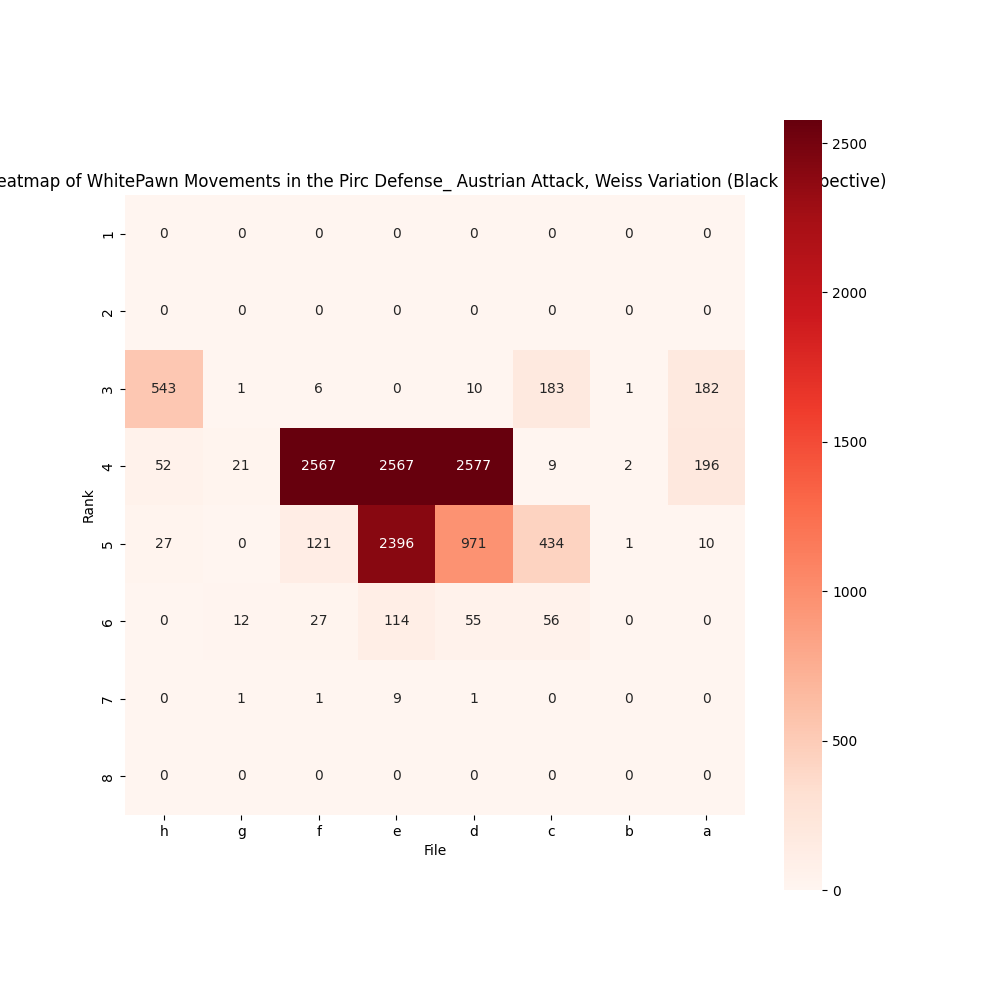 eatmap of WhitePawn Movements in the Pirc Defense_ Austrian Attack, Weiss Variation (Black pective)
1 0 0 0 0 0 0 0 0
2 0 0 0 0 0 0 0 0
3 543 1 6 0 10 183 1 182
4 52 21 2567 2567 2577 9 2 196
5 27 0 121 2396 971 434 1 10
6 0 12 27 114 55 56 0 0
7 0 1 1 9 1 0 0 0
8 0 0 0 0 0 0 0 0
h g f e d c b a
File
Rank
2500
2000
1500
1000
500
0